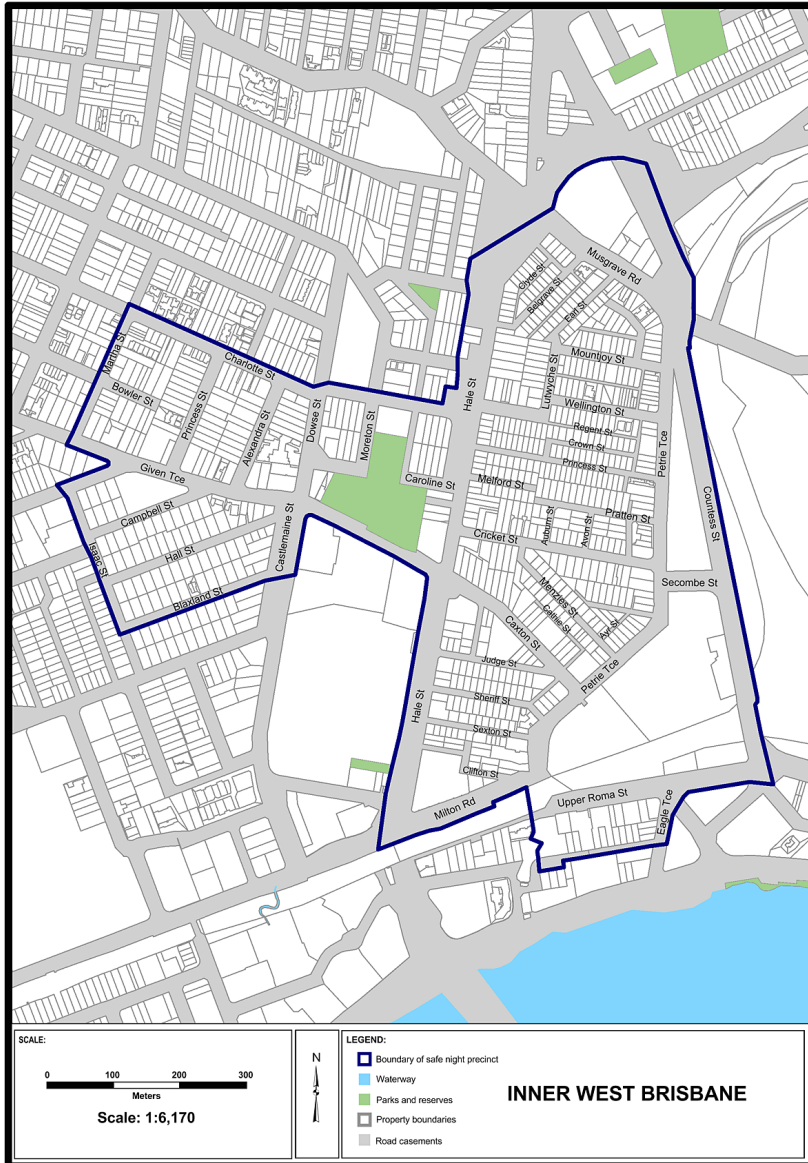 Musgrave Rd
Clyde St
Belgrave St
Earl St
Martha St
Charlotte St
Mountjoy St
Lutwyche St
Hale St
Bowler St
Princess St
Alexandra St
Dowse St
Moreton St
Wellington St
Regent St
Crown St
Princess St
Petrie Tce
Given Tce
Caroline St
Melford St
Campbell St
Castlemaine St
Auburn St
Avon St
Pratten St
Countess St
Cricket St
Isaac St
Hall St
Blaxland St
Secombe St
Menzies St
Cathie St
Ayr St
Caxton St
Judge St
Petrie Tce
Sheriff St
Hale St
Sexton St
Clifton St
Milton Rd
Upper Roma St
Eagle Tce
SCALE:
0 100 200 300
Meters
Scale: 1:6,170
N
LEGEND:
Boundary of safe night precinct
Waterway
Parks and reserves
Property boundaries
Road casements
INNER WEST BRISBANE